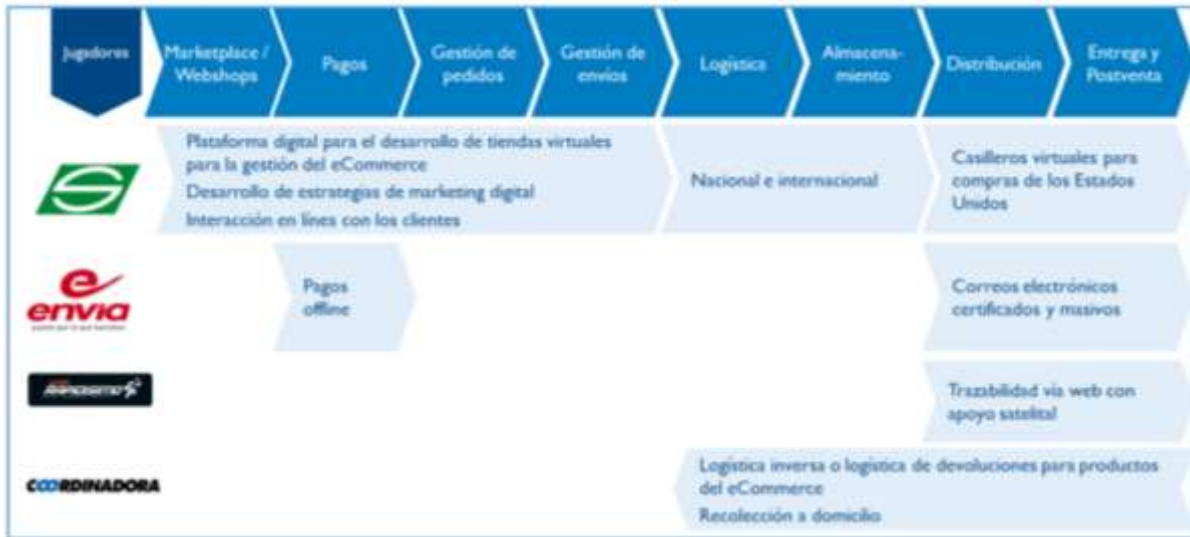 Jugadores
Marketplace /
Webshops
Pagos
Gestión de
pedidos
Gestión de
envíos
Logística
Almacena-
miento
Distribución
Entrega y
Postventa
Plataforma digital para el desarrollo de tiendas virtuales
para la gestión del eCommerce
Desarrollo de estrategias de marketing digital
Interacción en línea con los clientes
Nacional e internacional
Casilleros virtuales para
compras de los Estados
Unidos
envia
Pagos
offline
Correos electrónicos
certificados y masivos
Trazabilidad vía web con
apoyo satelital
COORDINADORA
Logística inversa o logística de devoluciones para productos
del eCommerce
Recolección a domicilio